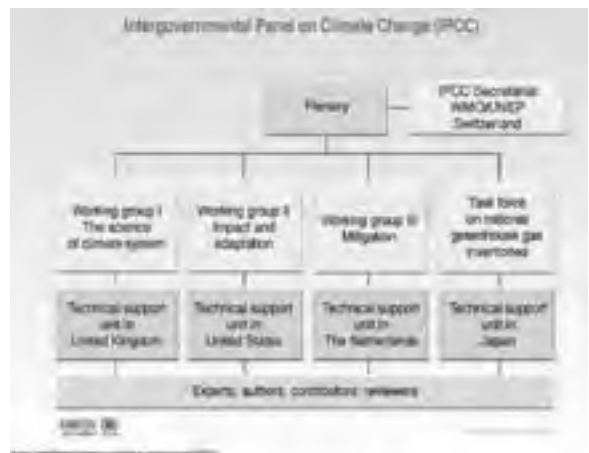 Intergovernmental Panel on Climate Change (IPCC)
Plenary
IPCC Secretariat
WMO/UNEP
Switzerland
Working group I
The science
of climate system
Working group II
Impact and
adaptation
Working group III
Mitigation
Task force
on national
greenhouse gas
inventories
Technical support
unit in
United Kingdom
Technical support
unit in
United States
Technical support
unit in
The Netherlands
Technical support
unit in
Japan
Experts, authors, contributors, reviewers